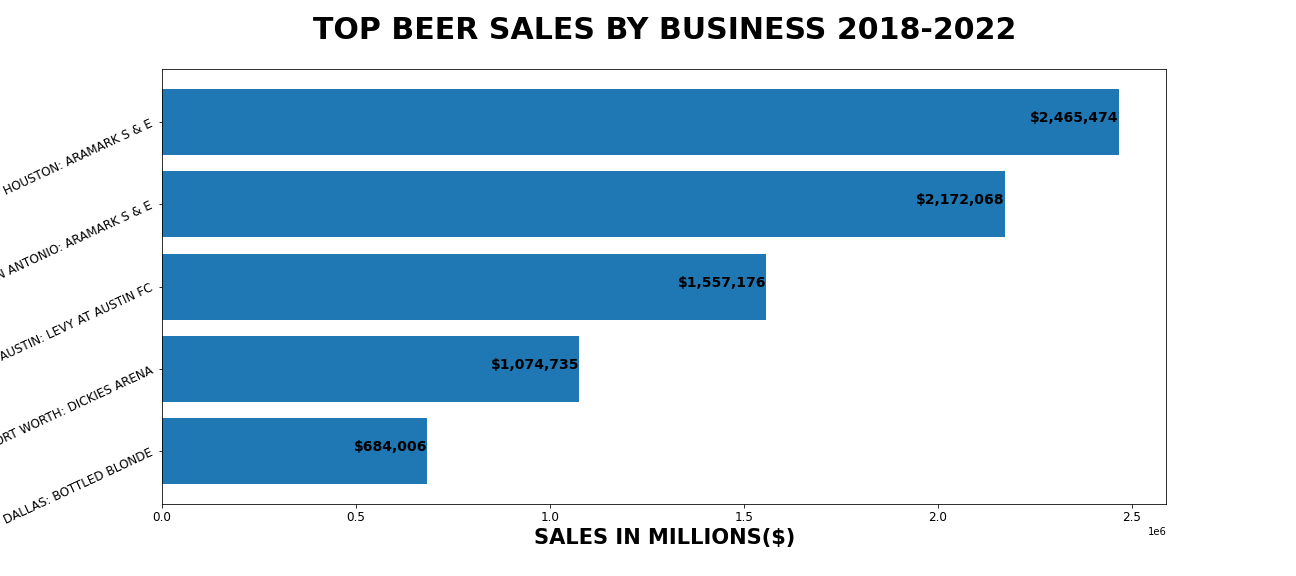 TOP BEER SALES BY BUSINESS 2018-2022
HOUSTON: ARAMARK S & E
$2,465,474
ANTONIO: ARAMARK S & E
$2,172,068
AUSTIN: LEVY AT AUSTIN FC
$1,557,176
WORTH: DICKIES ARENA
$1,074,735
DALLAS: BOTTLED BLONDE
$684,006
0.0 0.5 1.0 1.5 2.0 2.5
1e6
SALES IN MILLIONS($)